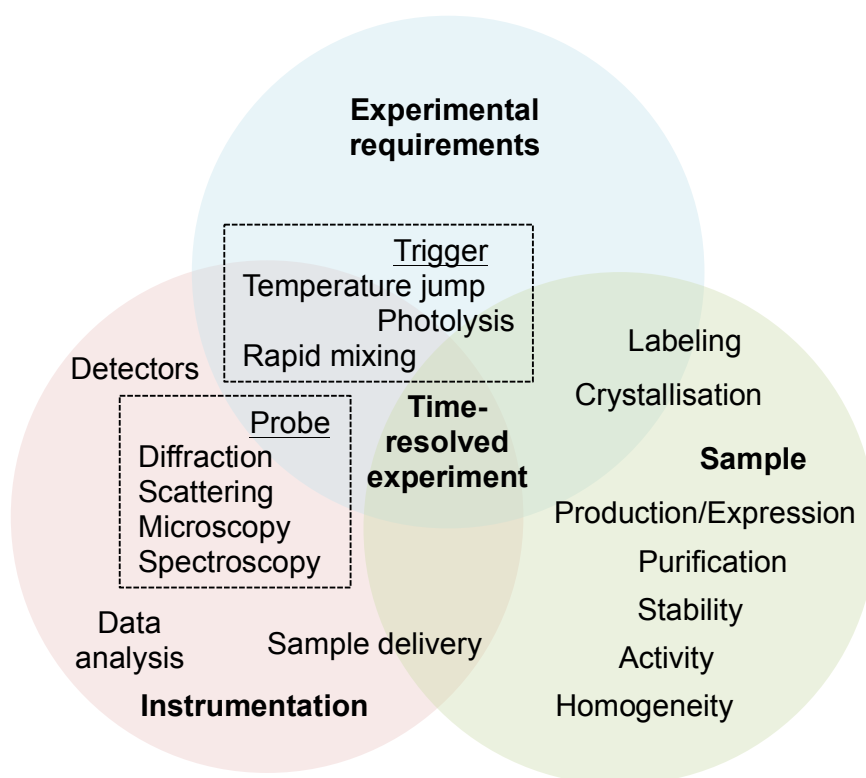 Experimental
requirements
Trigger
Temperature jump
Photolysis
Rapid mixing
Detectors
Probe
Diffraction
Scattering
Microscopy
Spectroscopy
Data
analysis
Sample delivery
Instrumentation
Time-
resolved
experiment
Labeling
Crystallisation
Sample
Production/Expression
Purification
Stability
Activity
Homogeneity